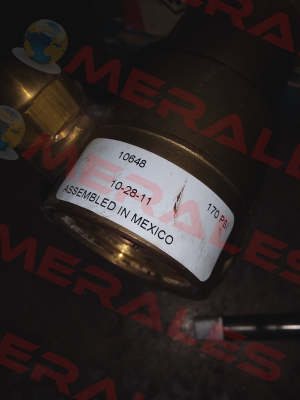 10648
10-28-11 170 PSI
ASSEMBLED IN MEXICO
MERALES
MERALES
MERALES
MERALES